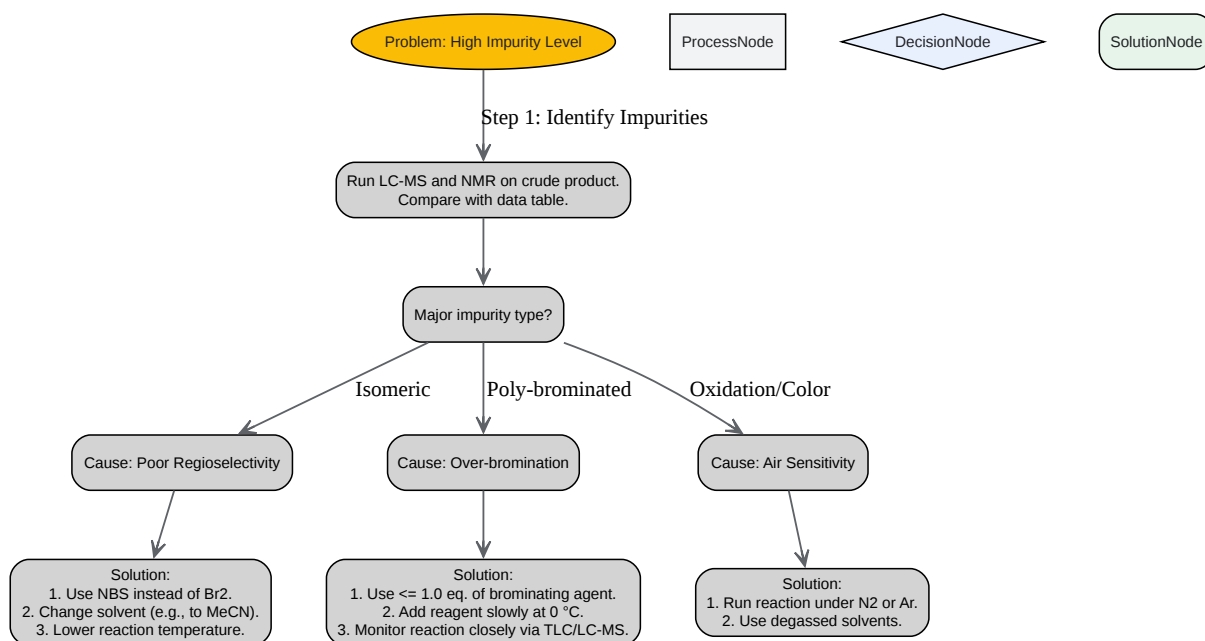 Problem: High Impurity Level
ProcessNode
DecisionNode
SolutionNode
Step 1: Identify Impurities
Run LC-MS and NMR on crude product.
Compare with data table.
Major impurity type?
Isomeric
Poly-brominated
Oxidation/Color
Cause: Poor Regioselectivity
Cause: Over-bromination
Cause: Air Sensitivity
Solution:
1. Use NBS instead of Br2.
2. Change solvent (e.g., to MeCN).
3. Lower reaction temperature.
Solution:
1. Use <= 1.0 eq. of brominating agent.
2. Add reagent slowly at 0 °C.
3. Monitor reaction closely via TLC/LC-MS.
Solution:
1. Run reaction under N2 or Ar.
2. Use degassed solvents.